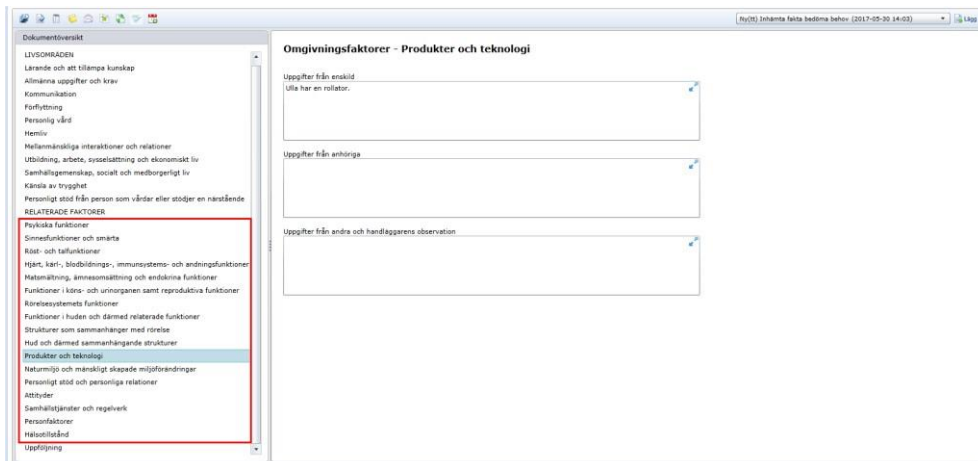 Ny(tt) Inhämta fakta bedöma behov (2017-05-30 14:03)
Lägg
Dokumentöversikt
LIVSOMRÅDEN
Lärande och att tillämpa kunskap
Allmänna uppgifter och krav
Kommunikation
Förflyttning
Personlig vård
Hemliv
Mellanmänskliga interaktioner och relationer
Utbildning, arbete, sysselsättning och ekonomiskt liv
Samhällsgemenskap, socialt och medborgerligt liv
Känsla av trygghet
Personligt stöd från person som vårdar eller stödjer en närstående
RELATERADE FAKTORER
Psykiska funktioner
Sinnesfunktioner och smärta
Röst- och talfunktioner
Hjärt, kärl-, blodbildnings-, immunsystems- och andningsfunktioner
Matsmältning, ämnesomsättning och endokrina funktioner
Funktioner i köns- och urinorganen samt reproduktiva funktioner
Rörelsesystemets funktioner
Funktioner i huden och därmed relaterade funktioner
Strukturer som sammanhänger med rörelse
Hud och därmed sammanhängande strukturer
Produkter och teknologi
Naturmiljö och mänskligt skapade miljöförändringar
Personligt stöd och personliga relationer
Attityder
Samhällstjänster och regelverk
Personfaktorer
Hälsotillstånd
Uppföljning
Omgivningsfaktorer - Produkter och teknologi
Uppgifter från enskild
Ulla har en rollator.
Uppgifter från anhöriga
Uppgifter från andra och handläggarens observation